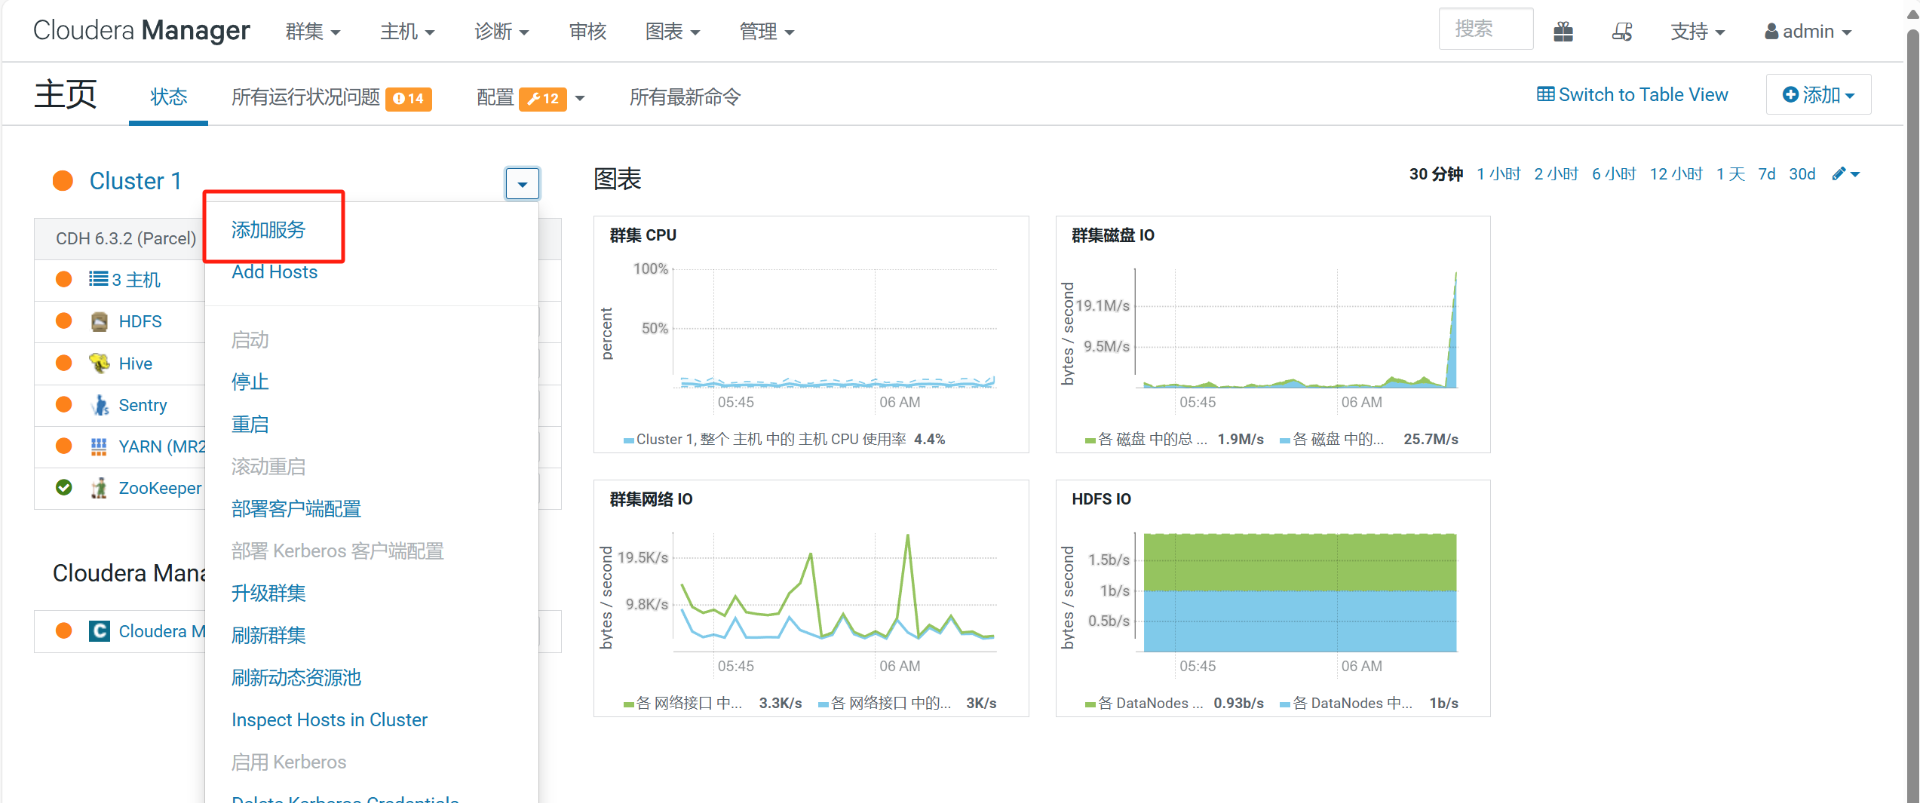 Cloudera Manager 群集 主机 诊断 审核 图表 管理 搜索 支持 admin
主页 状态 所有运行状况问题 14 配置 12 所有最新命令 Switch to Table View 添加
Cluster 1
CDH 6.3.2 (Parcel)
3 主机
HDFS
Hive
Sentry
YARN (MR2
ZooKeeper
Cloudera Mana
Cloudera M
添加服务
Add Hosts
启动
停止
重启
滚动重启
部署客户端配置
部署 Kerberos 客户端配置
升级群集
刷新群集
刷新动态资源池
Inspect Hosts in Cluster
启用 Kerberos
Delete Kerberos Credentials
图表 30 分钟 1 小时 2 小时 6 小时 12 小时 1 天 7d 30d
群集 CPU
percent
100%
50%
05:45 06 AM
Cluster 1, 整个 主机 中的 主机 CPU 使用率 4.4%
群集磁盘 IO
bytes / second
19.1M/s
9.5M/s
05:45 06 AM
各 磁盘 中的总 ... 1.9M/s 各 磁盘 中的... 25.7M/s
群集网络 IO
bytes / second
19.5K/s
9.8K/s
05:45 06 AM
各 网络接口 中... 3.3K/s 各 网络接口 中的... 3K/s
HDFS IO
bytes / second
1.5b/s
1b/s
0.5b/s
05:45 06 AM
各 DataNodes ... 0.93b/s 各 DataNodes 中... 1b/s